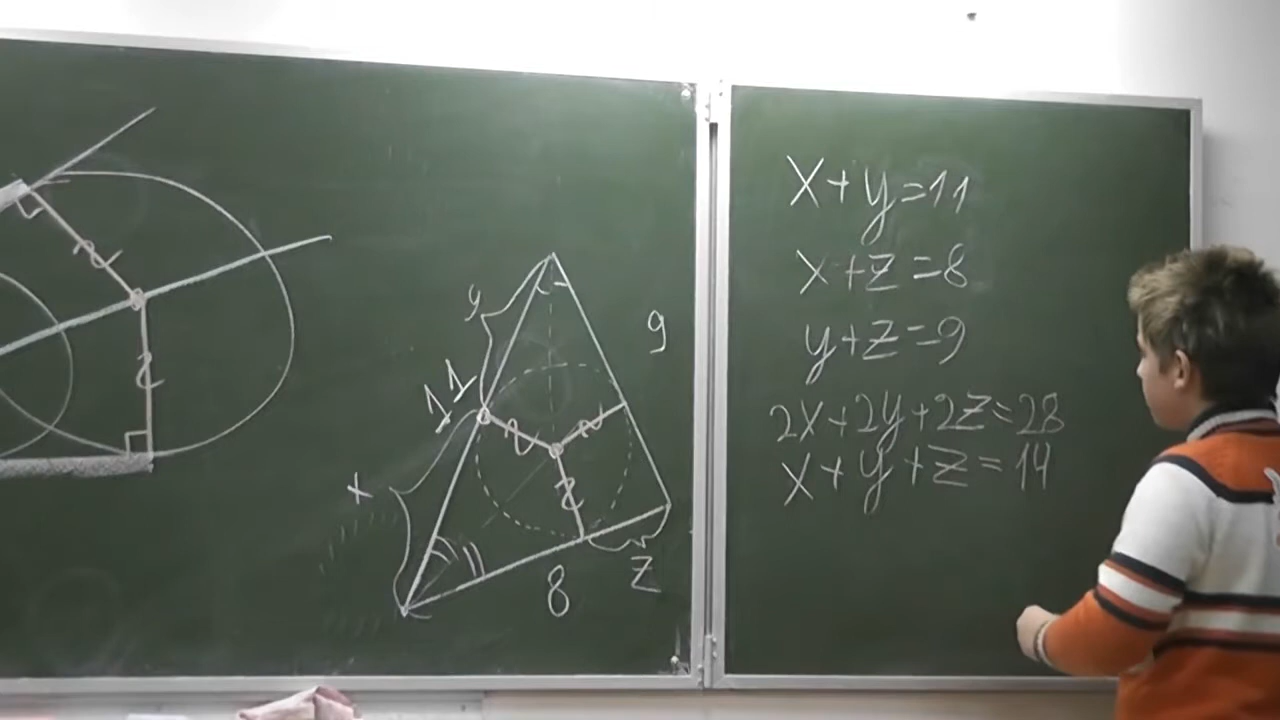 y
9
11
x
8
z
r
r
r
r
r
x+y=11
x+z=8
y+z=9
2x+2y+2z=28
x+y+z=14